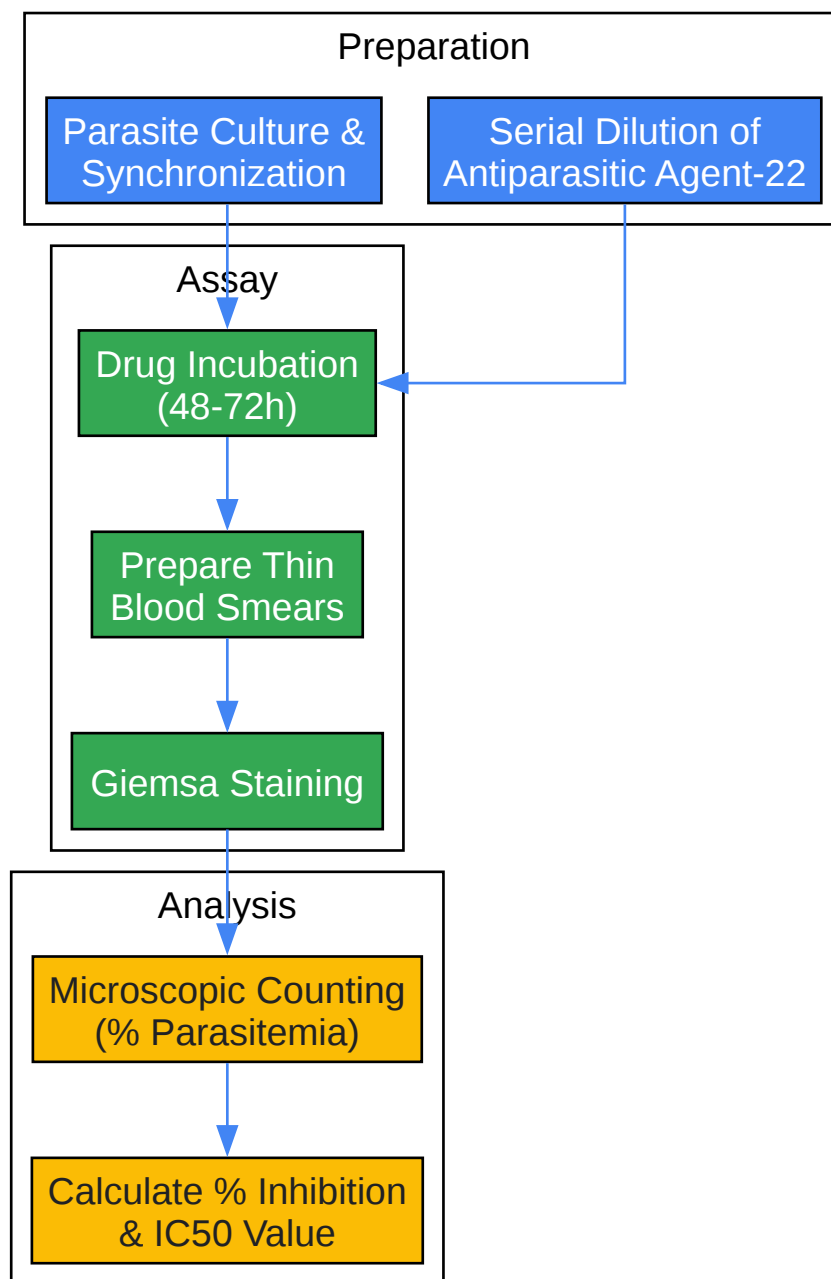 Preparation
Parasite Culture &
Synchronization
Serial Dilution of
Antiparasitic Agent-22
Assay
Drug Incubation
(48-72h)
Prepare Thin
Blood Smears
Giemsa Staining
Analysis
Microscopic Counting
(% Parasitemia)
Calculate % Inhibition
& IC50 Value